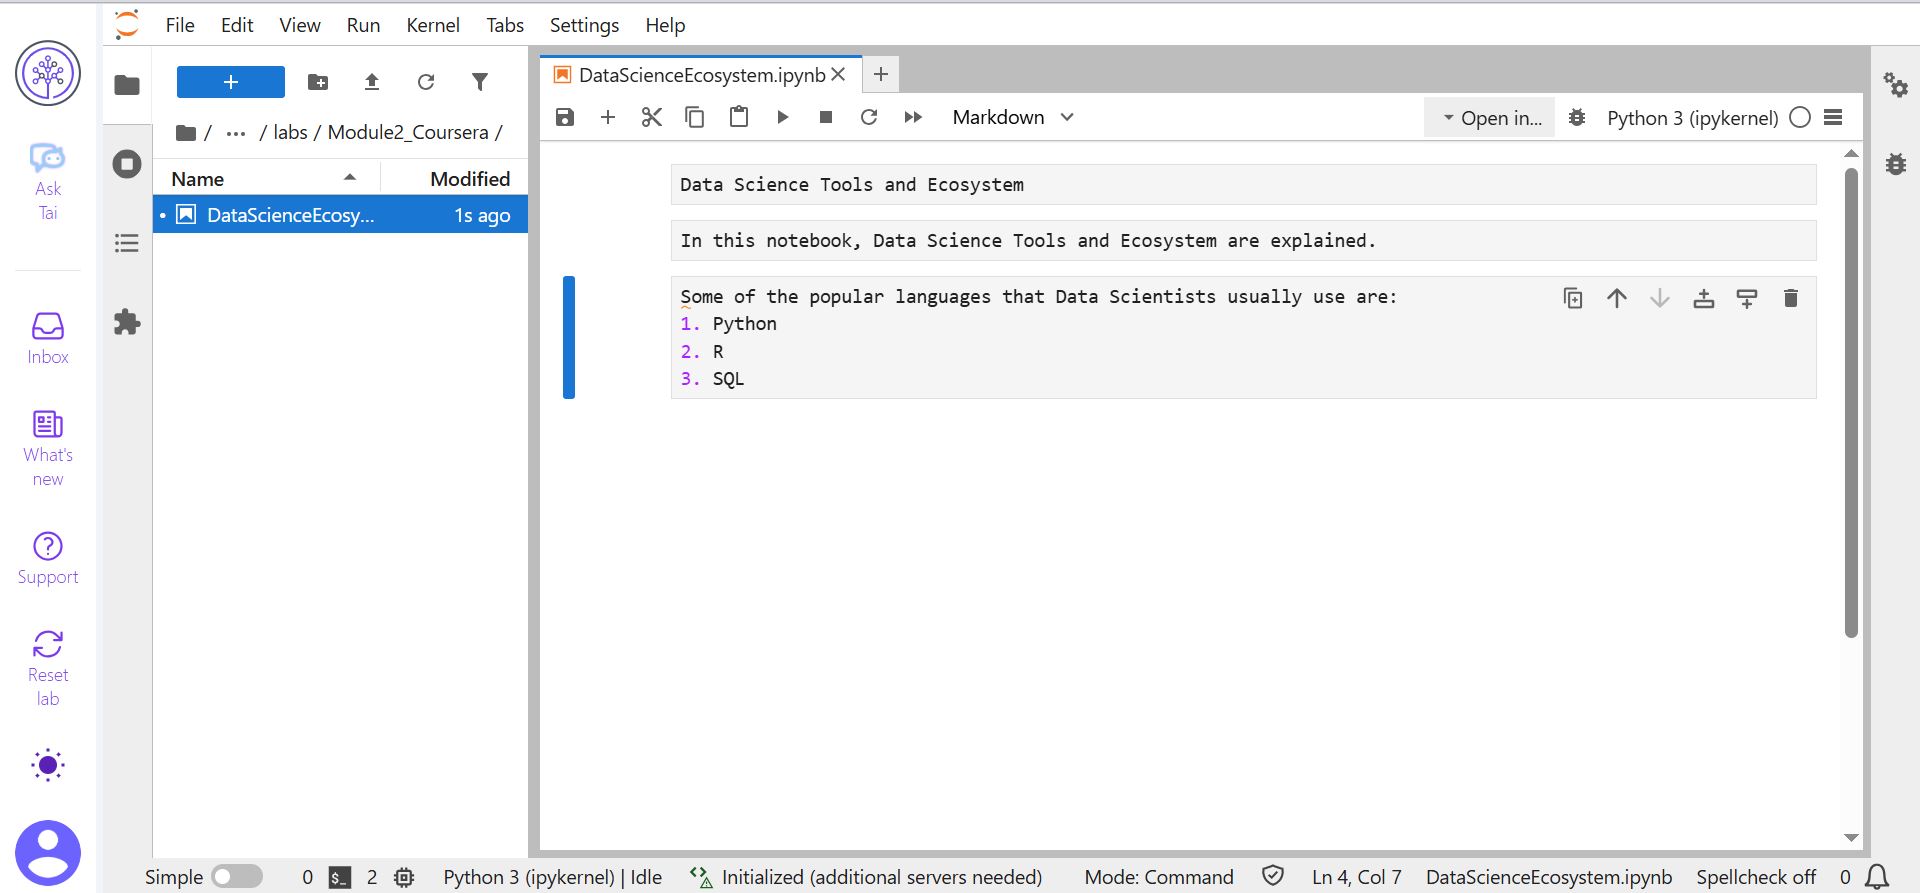 File Edit View Run Kernel Tabs Settings Help
Ask
Tai
Inbox
What's
new
Support
Reset
lab
+
/ ... / labs / Module2_Coursera /
Name Modified
• DataScienceEcosy... 1s ago
DataScienceEcosystem.ipynb
Markdown
Open in...
Python 3 (ipykernel)
Data Science Tools and Ecosystem
In this notebook, Data Science Tools and Ecosystem are explained.
Some of the popular languages that Data Scientists usually use are:
1. Python
2. R
3. SQL
Simple 0 $_ 2 Python 3 (ipykernel) | Idle Initialized (additional servers needed) Mode: Command Ln 4, Col 7 DataScienceEcosystem.ipynb Spellcheck off 0